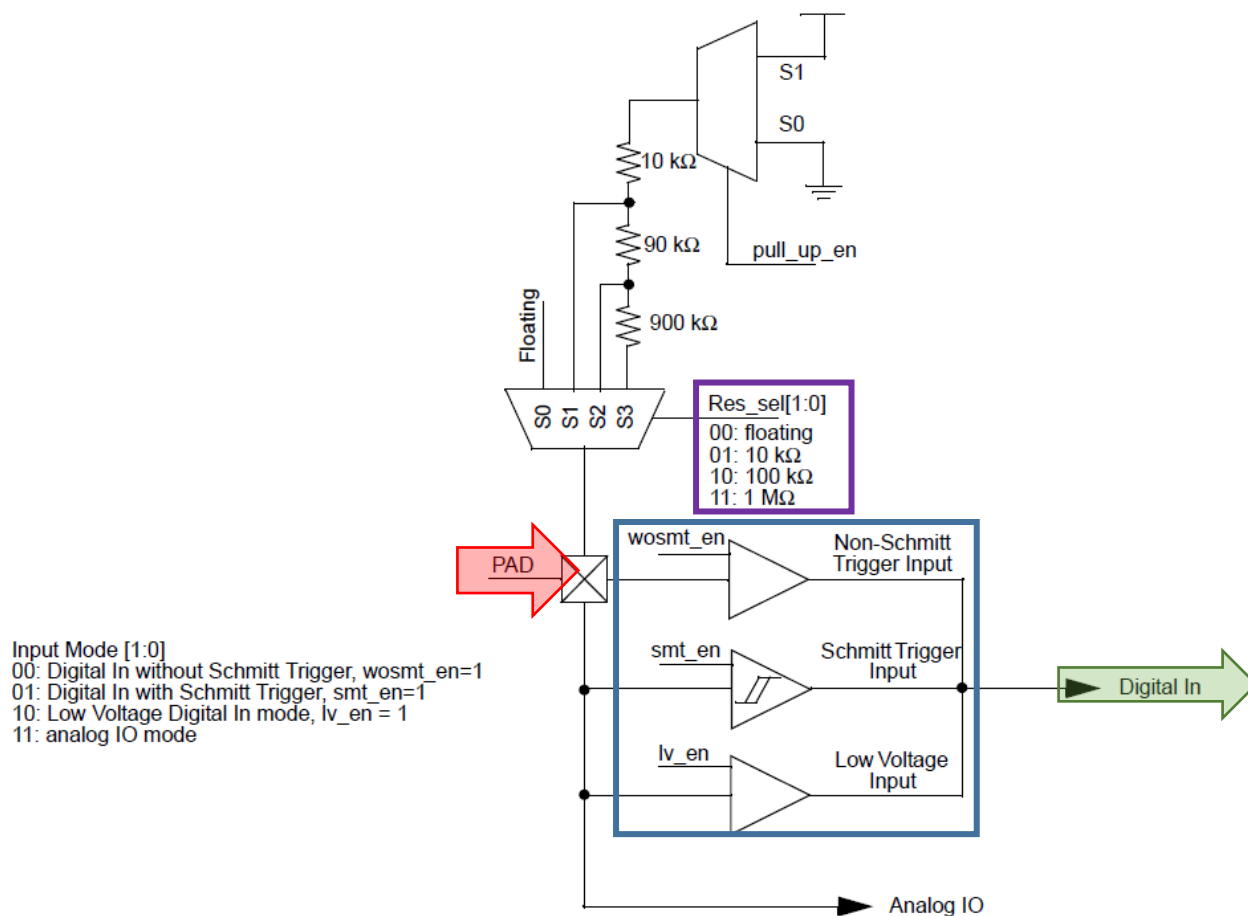 S1
S0
10 kΩ
90 kΩ
pull_up_en
900 kΩ
Floating
S0
S1
S2
S3
Res_sel[1:0]
00: floating
01: 10 kΩ
10: 100 kΩ
11: 1 MΩ
wosmt_en
Non-Schmitt
Trigger Input
PAD
Input Mode [1:0]
00: Digital In without Schmitt Trigger, wosmt_en=1
01: Digital In with Schmitt Trigger, smt_en=1
10: Low Voltage Digital In mode, lv_en = 1
11: analog IO mode
smt_en
Schmitt Trigger
Input
Digital In
lv_en
Low Voltage
Input
Analog IO